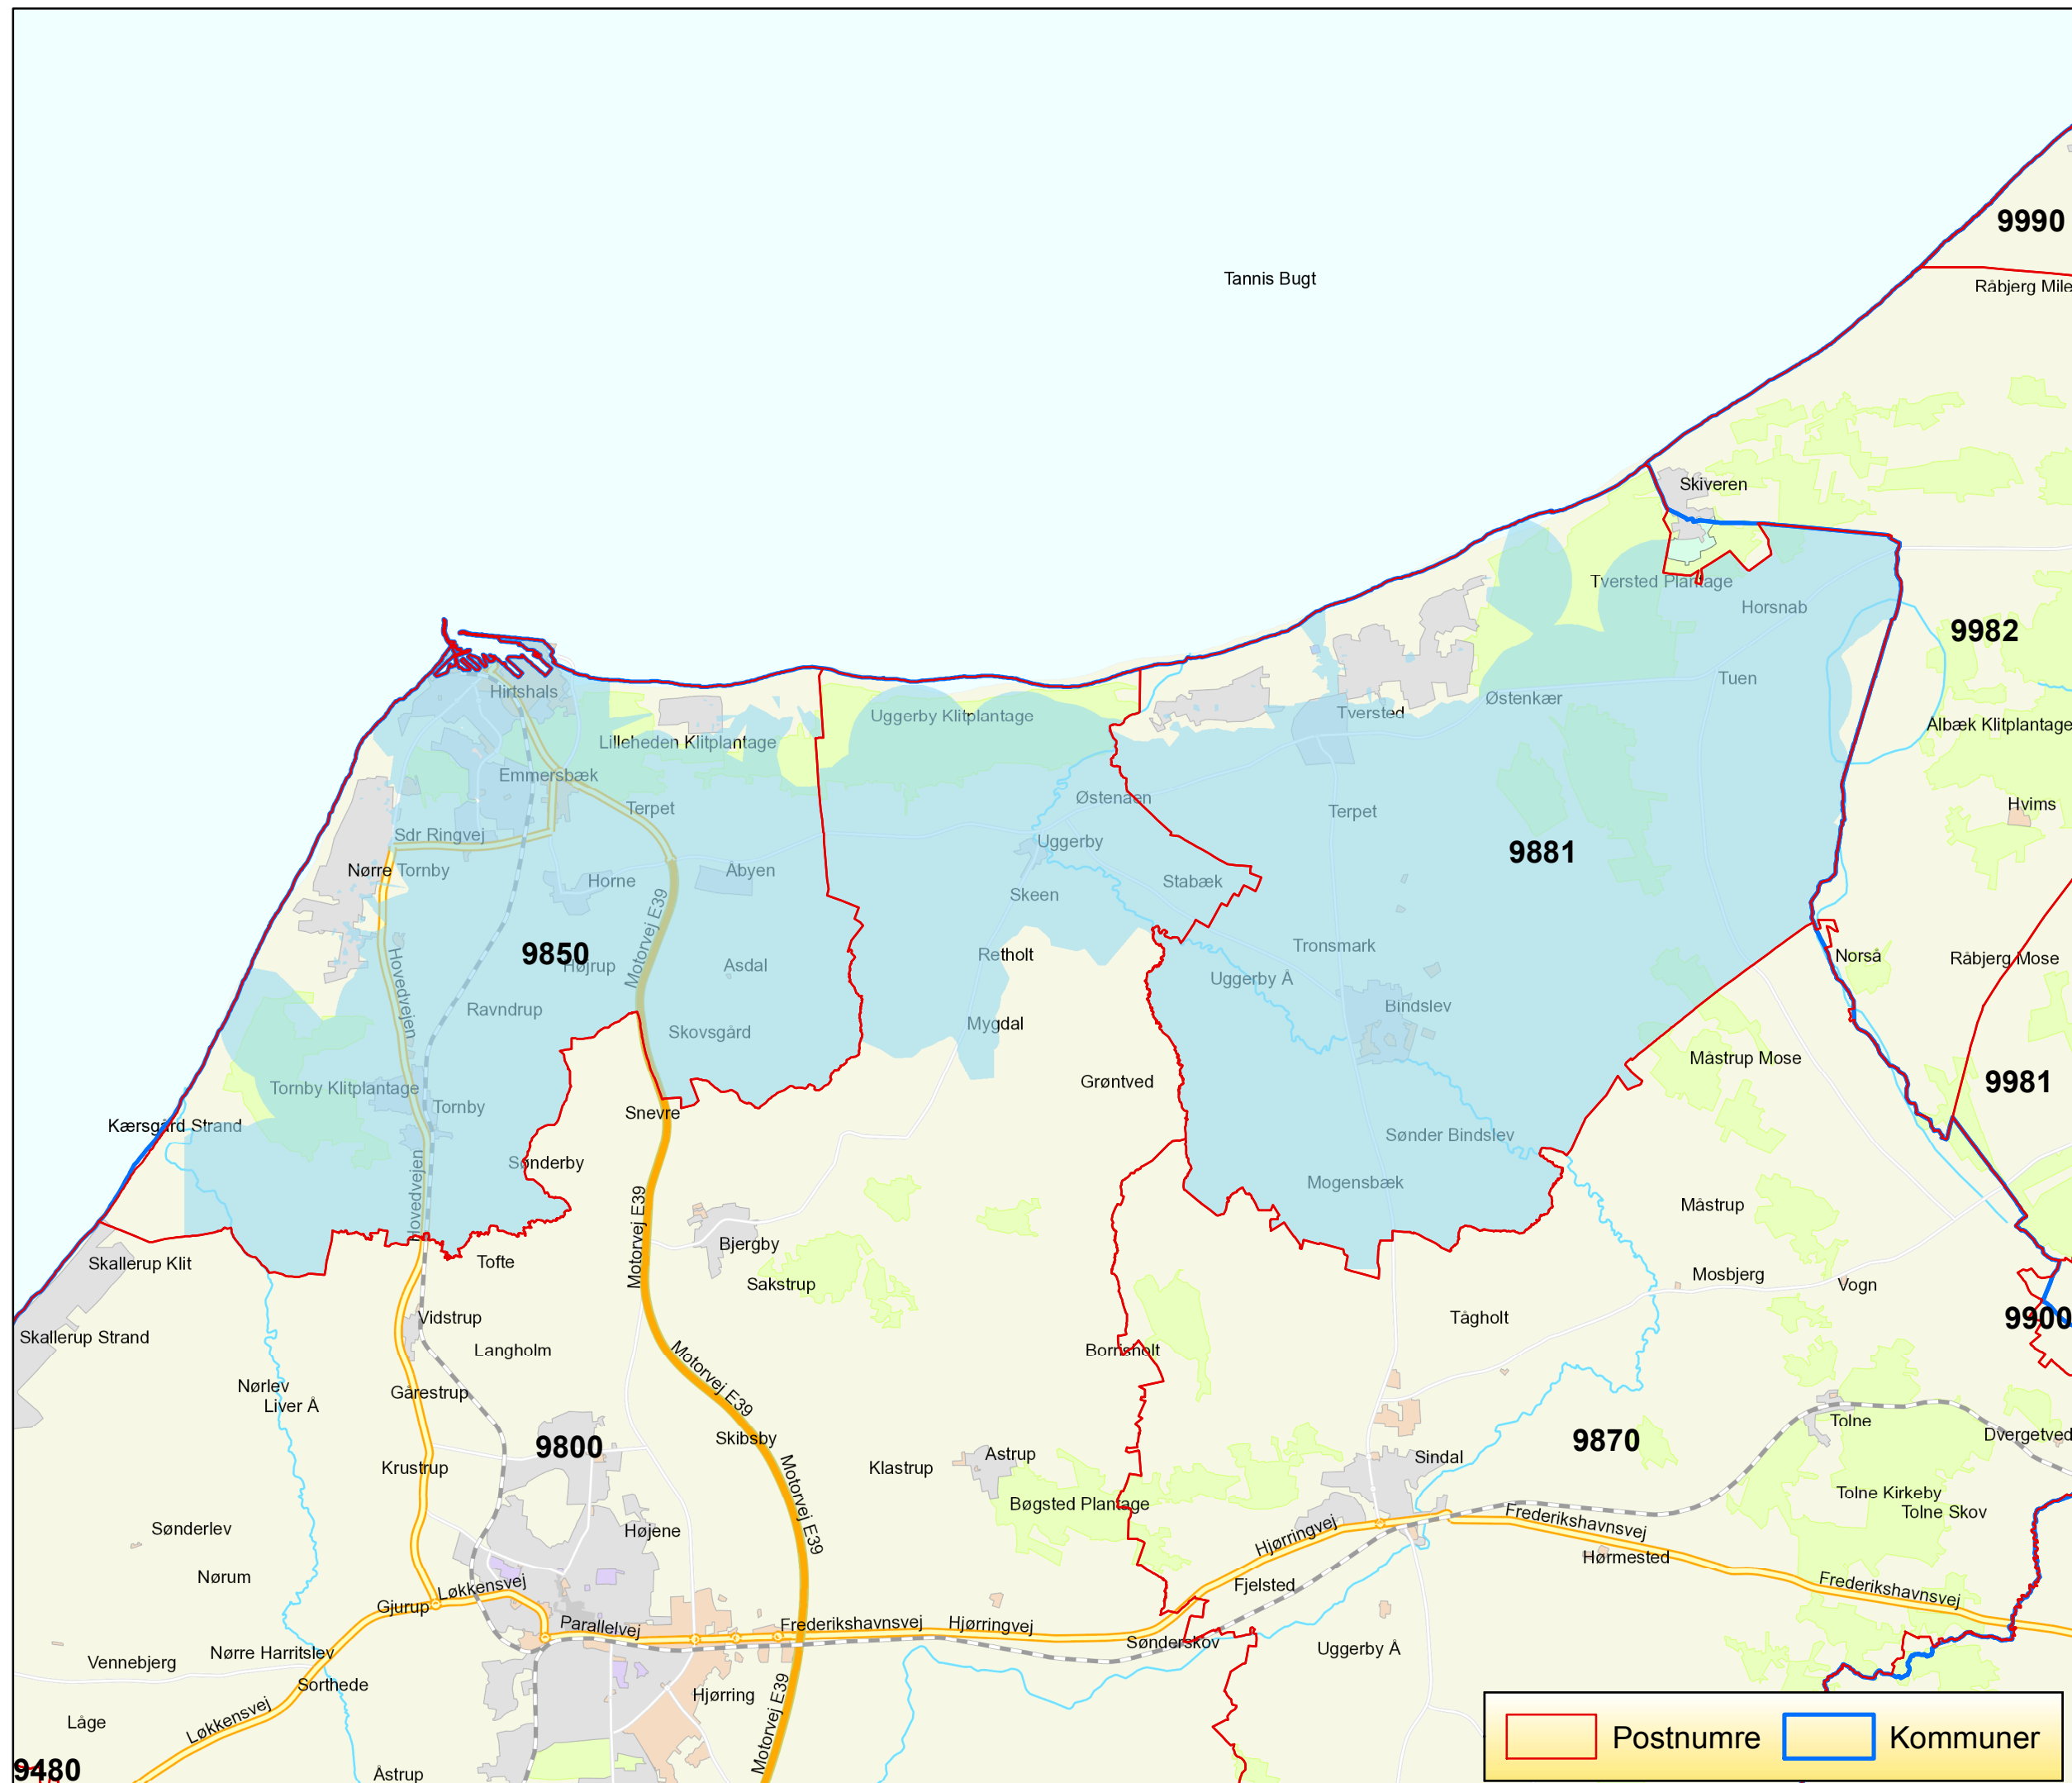 9990
Tannis Bugt
Råbjerg Mile
Skiveren
Tversted Plantage
Horsnab
9982
Tuen
Hirtshals
Østenkær
Uggerby Klitplantage
Tversted
Albæk Klitplantage
Lilleheden Klitplantage
Emmersbæk
Terpet
Østenaen
Terpet
Hvims
Sdr Ringvej
Uggerby
9881
Nørre Tornby
Åbyen
Horne
Stabæk
Skeen
Motorvej E39
Tronsmark
9850
Højrup
Retholt
Norså
Råbjerg Mose
Hovedvejen
Asdal
Uggerby Å
Ravndrup
Bindslev
Mygdal
Skovsgård
Måstrup Mose
Tornby Klitplantage
Grøntved
9981
Tornby
Snevre
Kærsgård Strand
Sønder Bindslev
Sønderby
Mogensbæk
Hovedvejen
Måstrup
Motorvej E39
Bjergby
Skallerup Klit
Tofte
Sakstrup
Mosbjerg
Vogn
Vidstrup
Tågholt
9900
Skallerup Strand
Langholm
Motorvej E39
Borrisholt
Nørlev
Gårestrup
Liver Å
Tolne
Skibsby
9800
9870
Dvergetved
Astrup
Sindal
Krustrup
Klastrup
Motorvej E39
Tolne Kirkeby
Bøgsted Plantage
Tolne Skov
Sønderlev
Højene
Hjørringvej
Frederikshavnsvej
Hørmested
Nørum
Løkkensvej
Fjelsted
Frederikshavnsvej
Gjurup
Parallelvej
Frederikshavnsvej
Hjørringvej
Sønderskov
Uggerby Å
Nørre Harritslev
Vennebjerg
Sorthede
Hjørring
Motorvej E39
Låge
Løkkensvej
Postnumre
Kommuner
9480
Åstrup